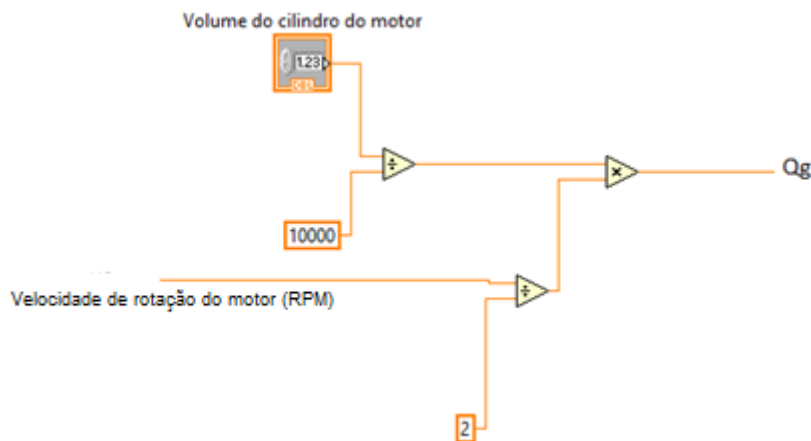 Volume do cilindro do motor
1.23
÷
×
Qg
10000
Velocidade de rotação do motor (RPM)
÷
2